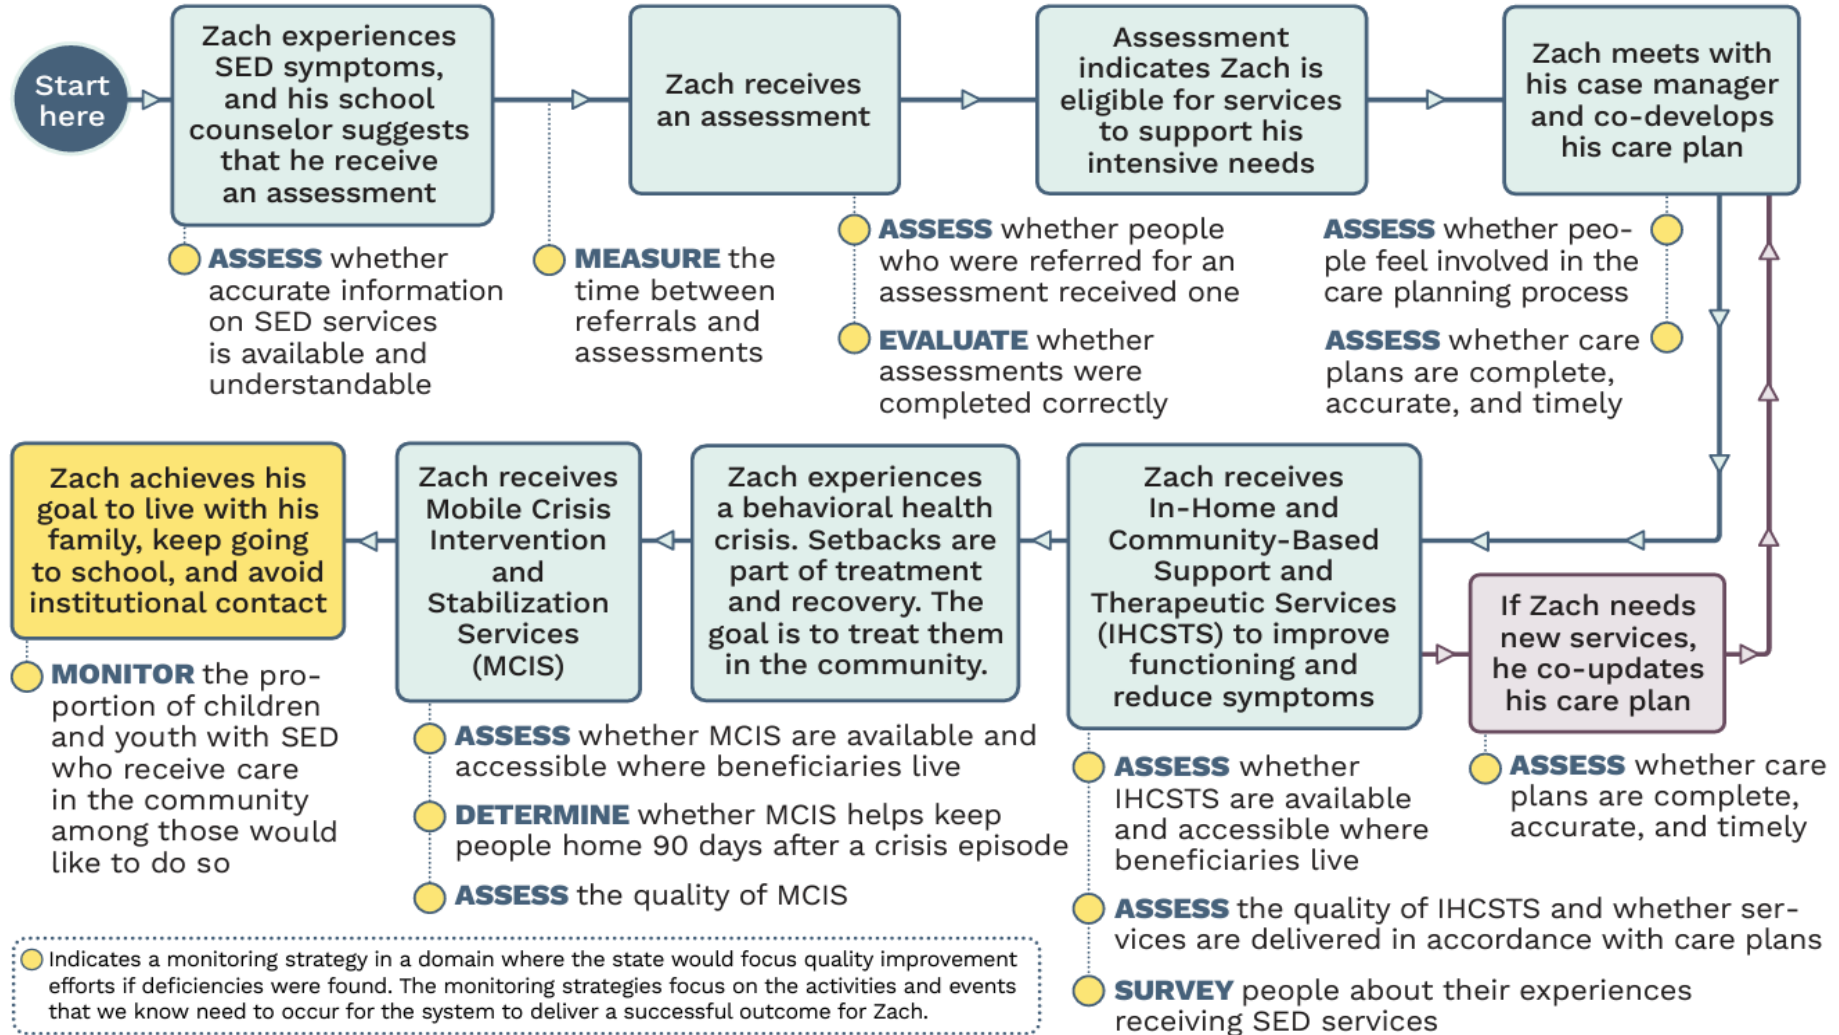 Start
here
Zach experiences
SED symptoms,
and his school
counselor suggests
that he receive
an assessment
Zach receives
an assessment
Assessment
indicates Zach is
eligible for services
to support his
intensive needs
Zach meets with
his case manager
and co-develops
his care plan
ASSESS whether
accurate information
on SED services
is available and
understandable
MEASURE the
time between
referrals and
assessments
ASSESS whether people
who were referred for an
assessment received one
EVALUATE whether
assessments were
completed correctly
ASSESS whether peo-
ple feel involved in the
care planning process
ASSESS whether care
plans are complete,
accurate, and timely
Zach receives
In-Home and
Community-Based
Support and
Therapeutic Services
(IHCSTS) to improve
functioning and
reduce symptoms
If Zach needs
new services,
he co-updates
his care plan
ASSESS whether care
plans are complete,
accurate, and timely
ASSESS whether
IHCSTS are available
and accessible where
beneficiaries live
ASSESS the quality of IHCSTS and whether ser-
vices are delivered in accordance with care plans
SURVEY people about their experiences
receiving SED services
Zach experiences
a behavioral health
crisis. Setbacks are
part of treatment
and recovery. The
goal is to treat them
in the community.
Zach receives
Mobile Crisis
Intervention
and
Stabilization
Services
(MCIS)
ASSESS whether MCIS are available and
accessible where beneficiaries live
DETERMINE whether MCIS helps keep
people home 90 days after a crisis episode
ASSESS the quality of MCIS
Zach achieves his
goal to live with his
family, keep going
to school, and avoid
institutional contact
MONITOR the pro-
portion of children
and youth with SED
who receive care
in the community
among those would
like to do so
Indicates a monitoring strategy in a domain where the state would focus quality improvement
efforts if deficiencies were found. The monitoring strategies focus on the activities and events
that we know need to occur for the system to deliver a successful outcome for Zach.